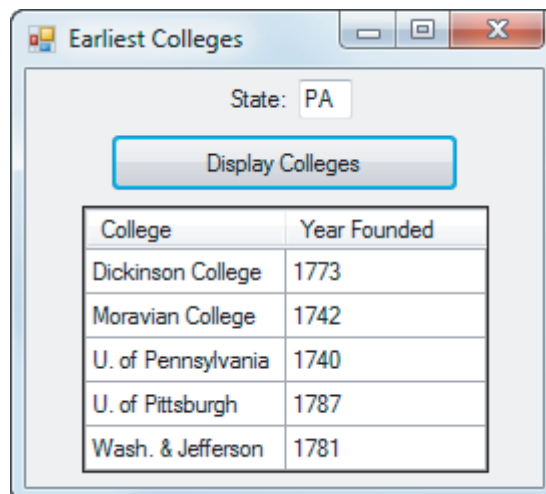 Earliest Colleges
State: PA
Display Colleges
College Year Founded
Dickinson College 1773
Moravian College 1742
U. of Pennsylvania 1740
U. of Pittsburgh 1787
Wash. & Jefferson 1781